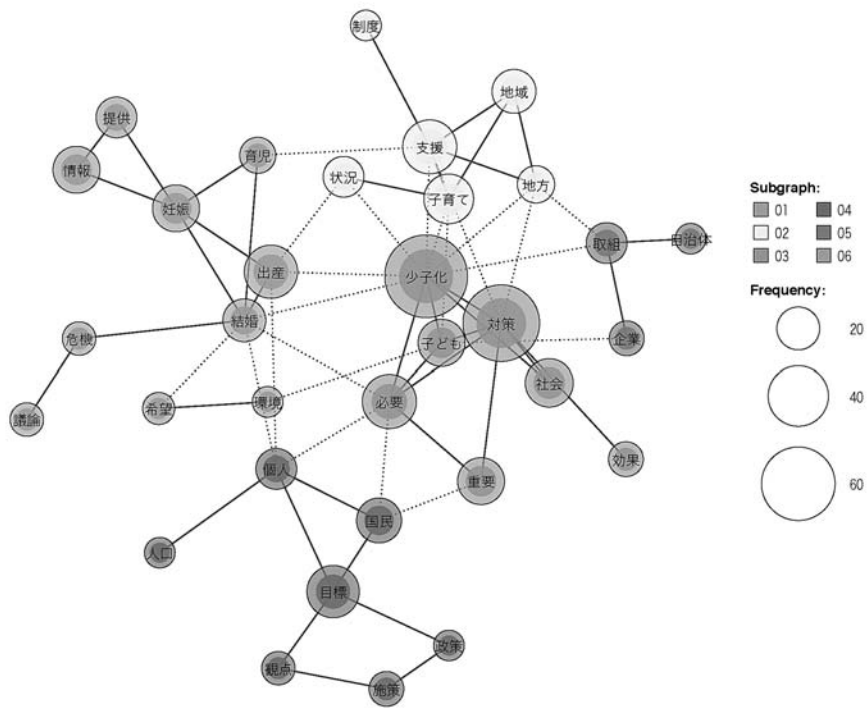 制度
地域
提供
支援
育児
情報
状況
地方
子育て
妊娠
取組
自治体
出産
少子化
対策
結婚
危機
子ども
企業
社会
環境
必要
希望
議論
効果
個人
重要
国民
人口
目標
政策
観点
施策
Subgraph:
01 04
02 05
03 06
Frequency:
20
40
60